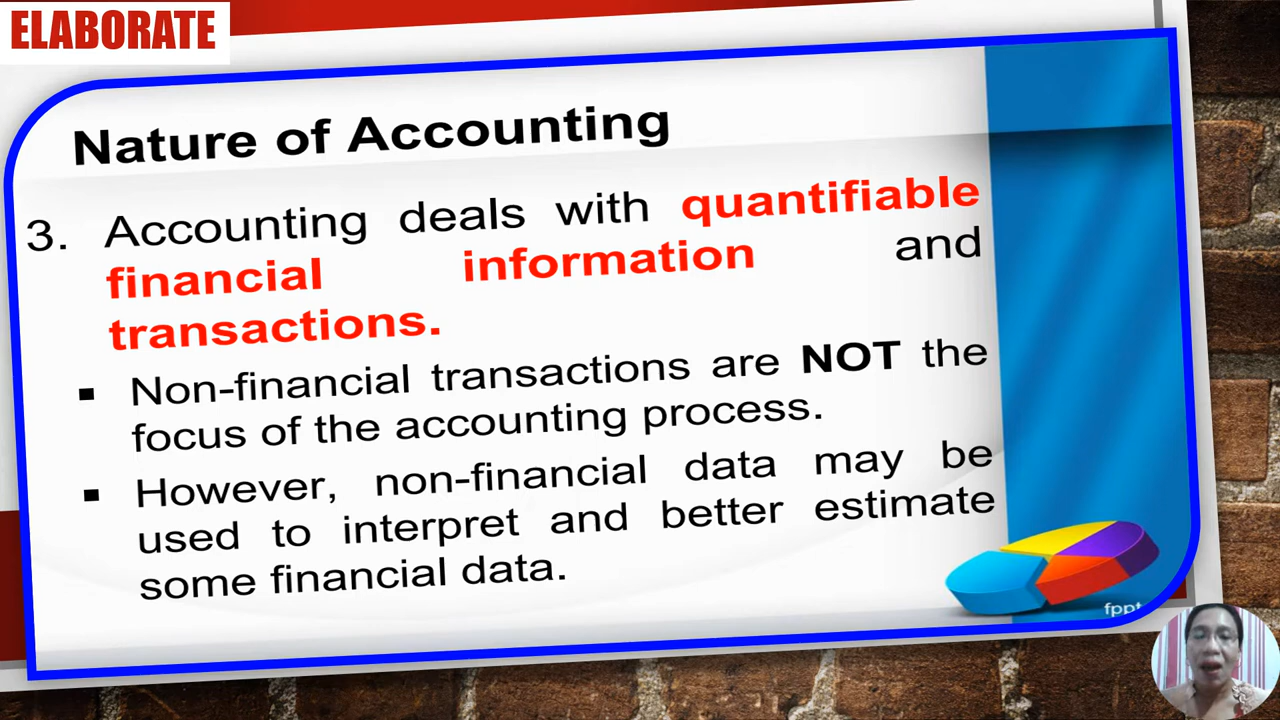 ELABORATE
Nature of Accounting
3. Accounting deals with quantifiable
financial information and
transactions.
▪ Non-financial transactions are NOT the
focus of the accounting process.
▪ However, non-financial data may be
used to interpret and better estimate
some financial data.
fppt